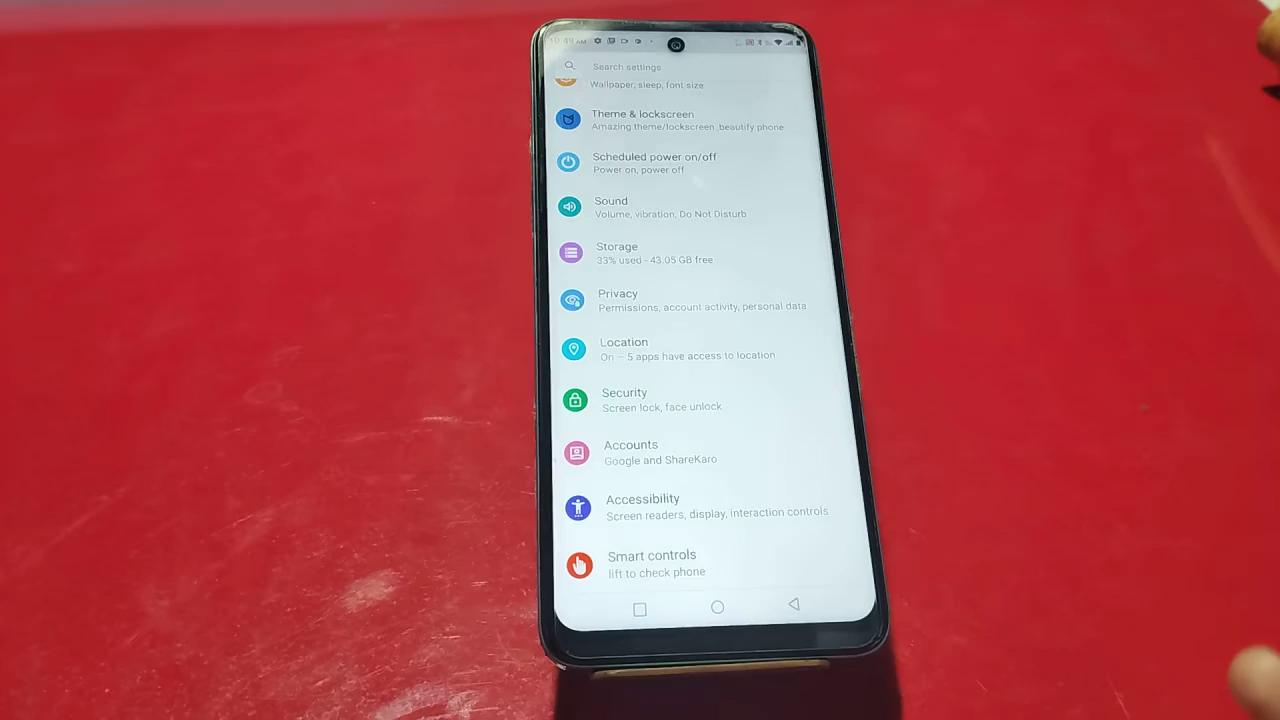 10:49 AM
Search settings
Wallpaper, sleep, font size
Theme & lockscreen
Amazing theme/lockscreen ,beautify phone
Scheduled power on/off
Power on, power off
Sound
Volume, vibration, Do Not Disturb
Storage
33% used - 43.05 GB free
Privacy
Permissions, account activity, personal data
Location
On – 5 apps have access to location
Security
Screen lock, face unlock
Accounts
Google and ShareKaro
Accessibility
Screen readers, display, interaction controls
Smart controls
lift to check phone